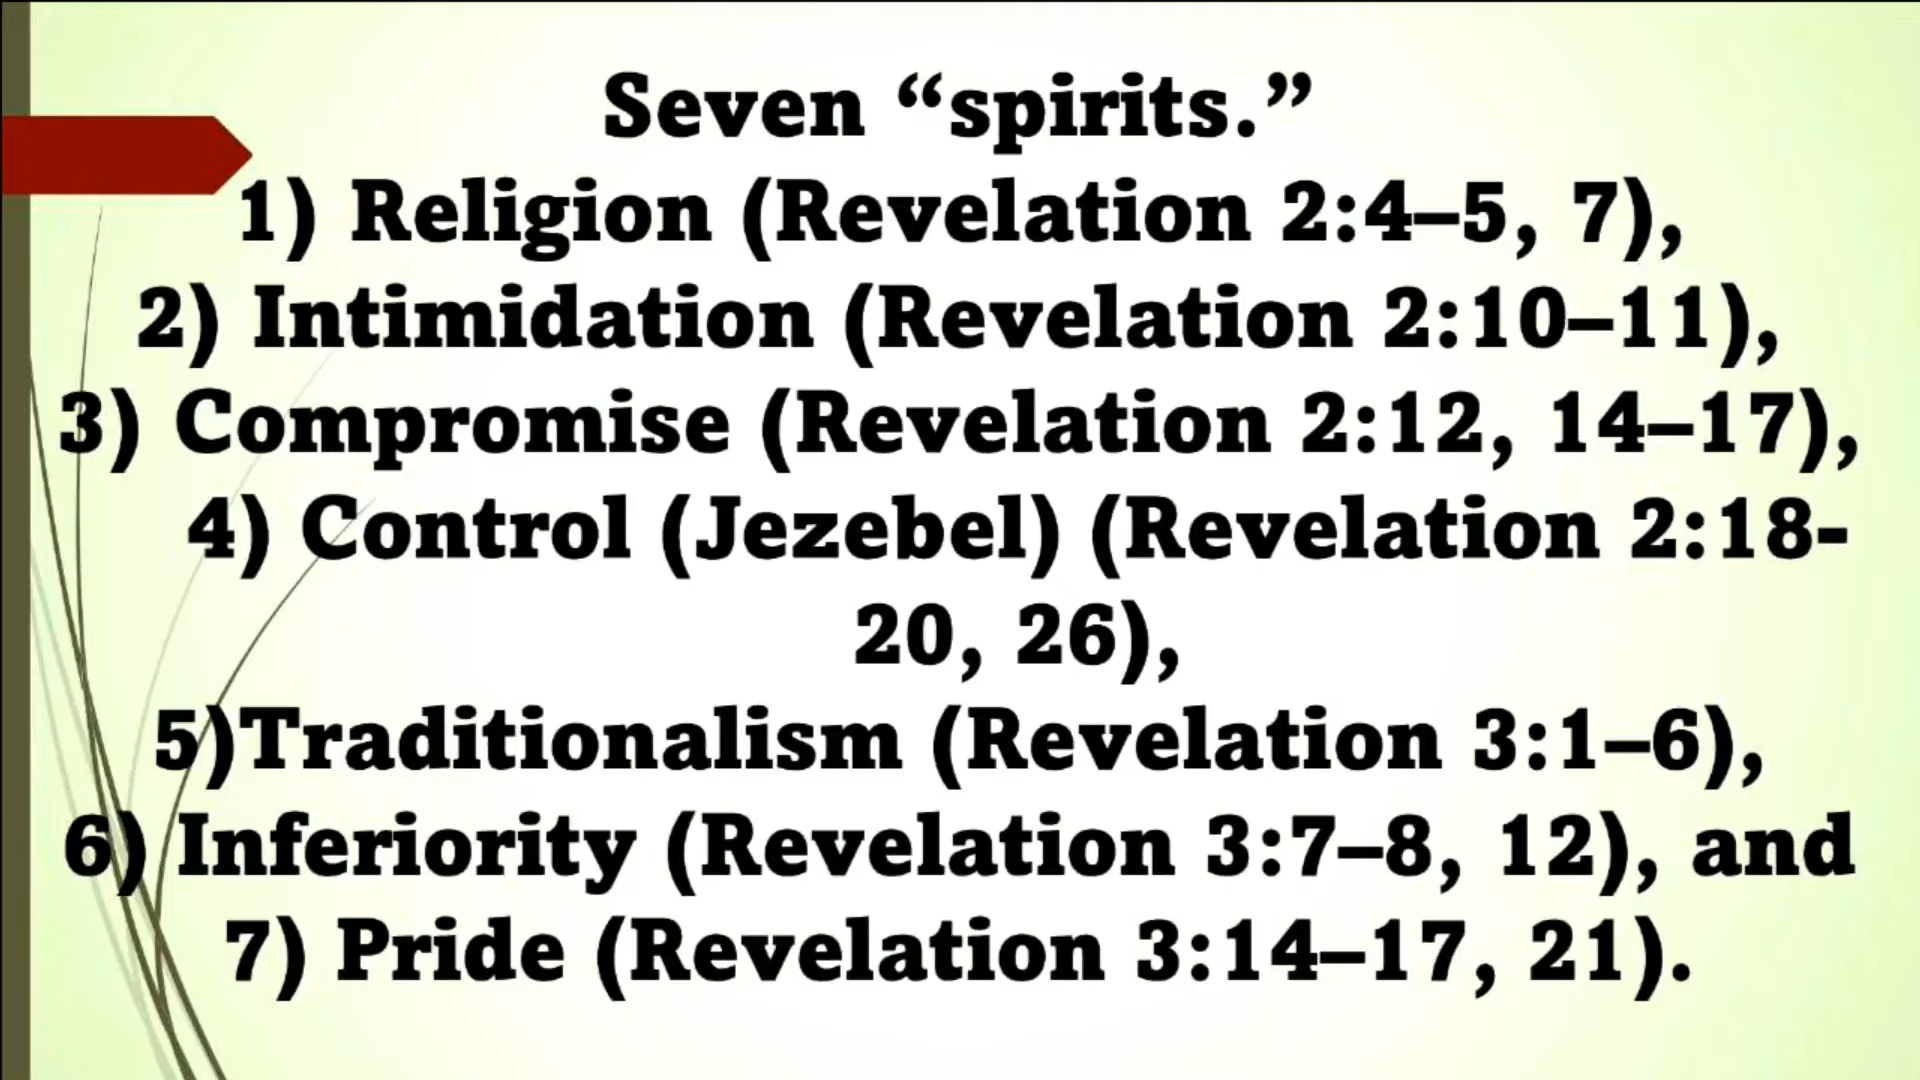 Seven “spirits.”
1) Religion (Revelation 2:4–5, 7),
2) Intimidation (Revelation 2:10–11),
3) Compromise (Revelation 2:12, 14–17),
4) Control (Jezebel) (Revelation 2:18-
20, 26),
5)Traditionalism (Revelation 3:1–6),
6) Inferiority (Revelation 3:7–8, 12), and
7) Pride (Revelation 3:14–17, 21).